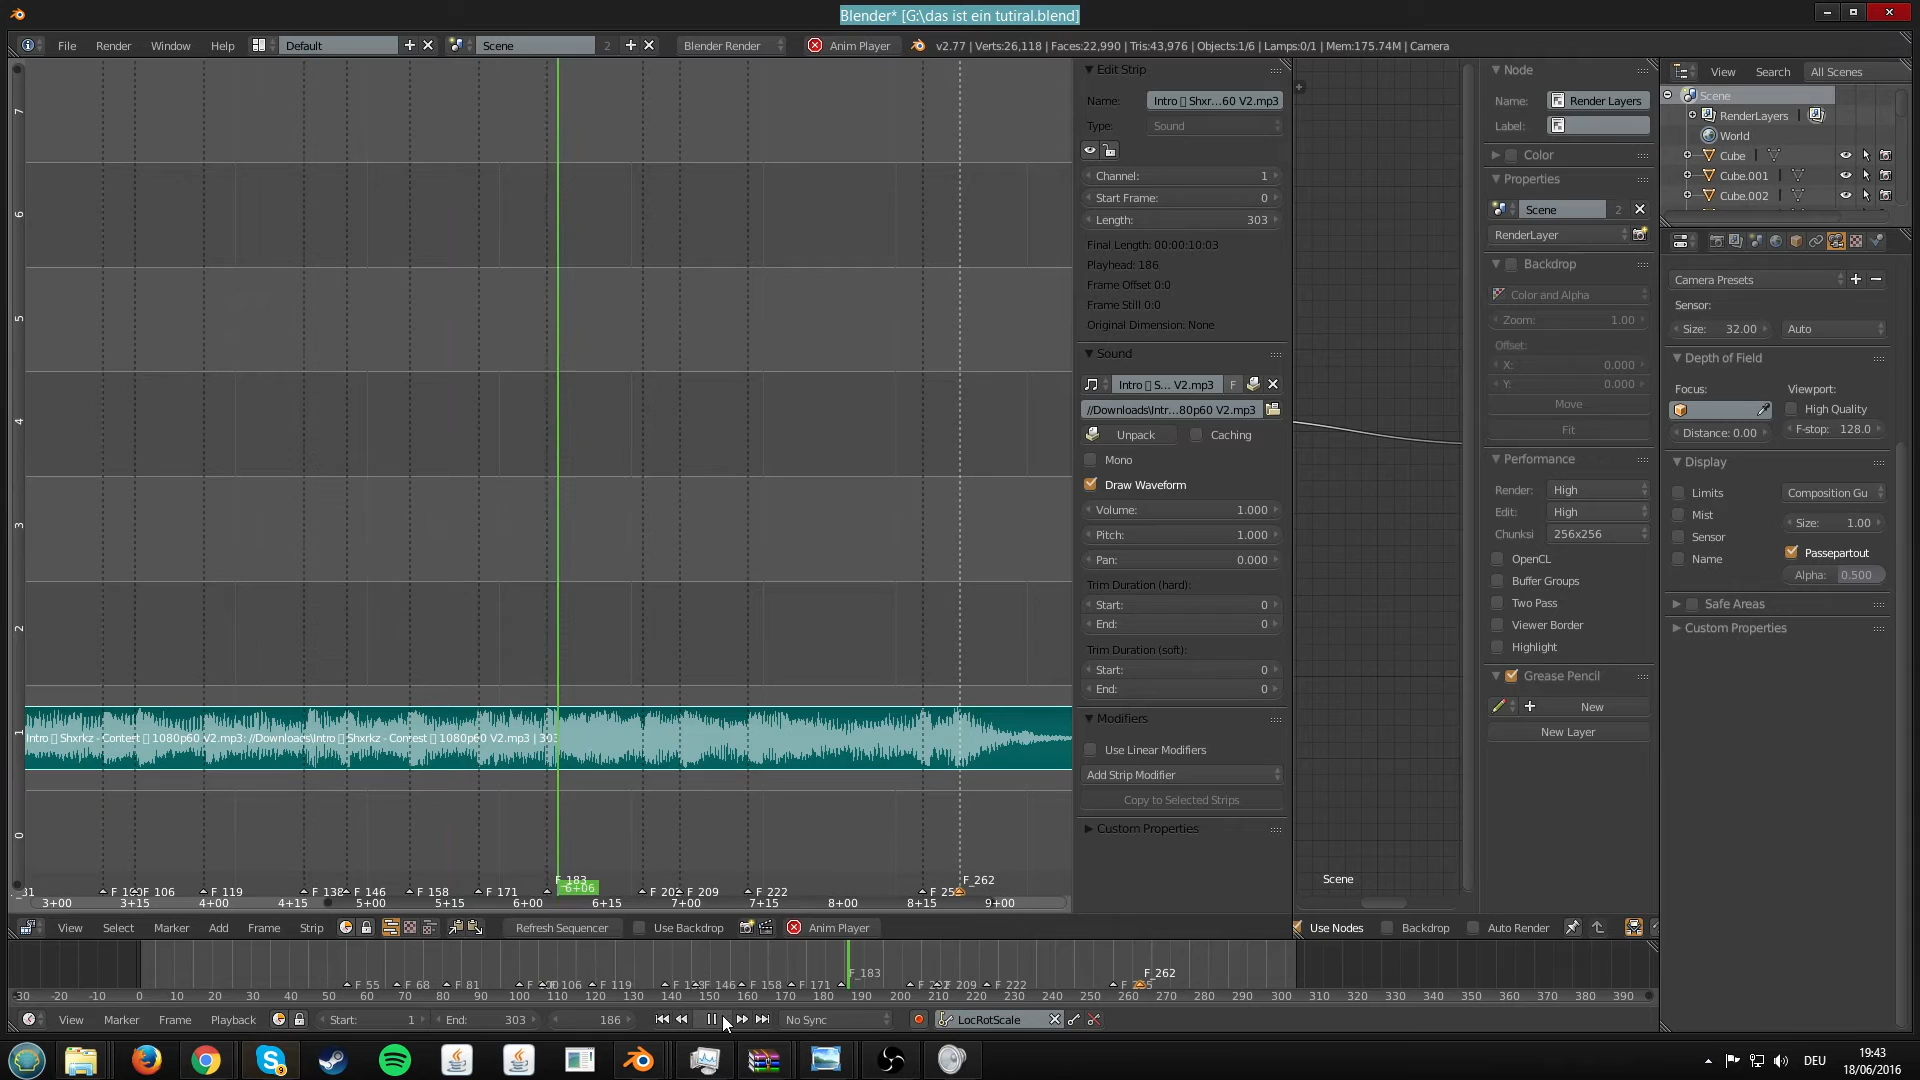 Blender* [G:\das ist ein tutiral.blend]
File Render Window Help Default Scene 2 Blender Render Anim Player v2.77 | Verts:26,118 | Faces:22,990 | Tris:43,976 | Objects:1/6 | Lamps:0/1 | Mem:175.74M | Camera
7
6
5
4
3
2
1
0
Intro ▯ Shxrkz - Contest ▯ 1080p60 V2.mp3: //Downloads\Intro ▯ Shxrkz - Contest ▯ 1080p60 V2.mp3 | 303
F_183
F_262
6+06
31 F 106 F 119 F 138 F 146 F 158 F 171 F 209 F 222
3+00 3+15 4+00 4+15 5+00 5+15 6+00 6+15 7+00 7+15 8+00 8+15 9+00
View Select Marker Add Frame Strip Refresh Sequencer Use Backdrop Anim Player
Edit Strip
Name: Intro ▯ Shxr...60 V2.mp3
Type: Sound
Channel: 1
Start Frame: 0
Length: 303
Final Length: 00:00:10:03
Playhead: 186
Frame Offset 0:0
Frame Still 0:0
Original Dimension: None
Sound
Intro ▯ S... V2.mp3 F
//Downloads\Intr...80p60 V2.mp3
Unpack Caching
Mono
Draw Waveform
Volume: 1.000
Pitch: 1.000
Pan: 0.000
Trim Duration (hard):
Start: 0
End: 0
Trim Duration (soft):
Start: 0
End: 0
Modifiers
Use Linear Modifiers
Add Strip Modifier
Copy to Selected Strips
Custom Properties
Scene
Use Nodes Backdrop Auto Render
Node
Name: Render Layers
Label:
Color
Properties
Scene 2
RenderLayer
Backdrop
Color and Alpha
Zoom: 1.00
Offset:
X: 0.000
Y: 0.000
Move
Fit
Performance
Render: High
Edit: High
Chunksi 256x256
OpenCL
Buffer Groups
Two Pass
Viewer Border
Highlight
Grease Pencil
New
New Layer
View Search All Scenes
Scene
RenderLayers
World
Cube
Cube.001
Cube.002
Camera Presets
Sensor:
Size: 32.00 Auto
Depth of Field
Focus: Viewport:
High Quality
Distance: 0.00 F-stop: 128.0
Display
Limits Composition Gu
Mist Size: 1.00
Sensor
Name Passepartout
Alpha: 0.500
Safe Areas
Custom Properties
F_183 F_262
F 55 F 68 F 81 F 106 F 119 F 146 F 158 F 171 F 209 F 222
-30 -20 -10 0 10 20 30 40 50 60 70 80 90 100 110 120 130 140 150 160 170 180 190 200 210 220 230 240 250 260 270 280 290 300 310 320 330 340 350 360 370 380 390
View Marker Frame Playback Start: 1 End: 303 186 No Sync LocRotScale
9
DEU
19:43
18/06/2016